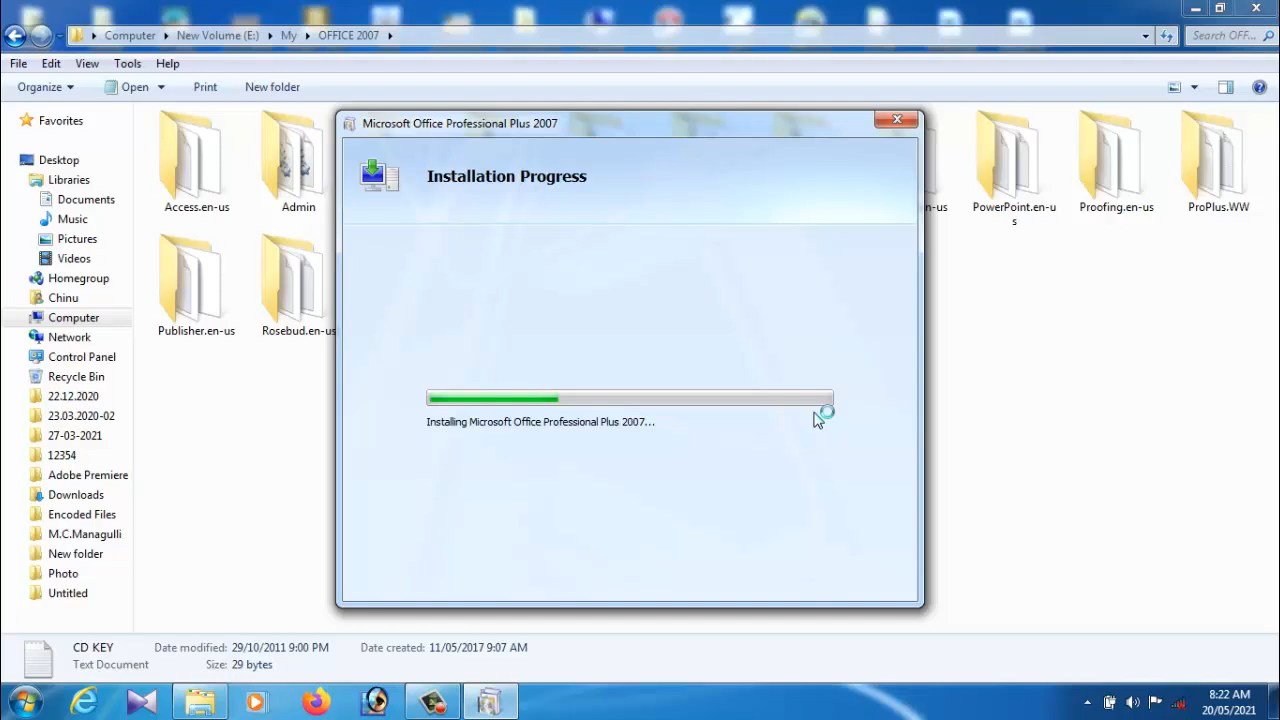 Computer
New Volume (E:)
My
OFFICE 2007
Search OFF...
File
Edit
View
Tools
Help
Organize
Open
Print
New folder
Favorites
Desktop
Libraries
Documents
Music
Pictures
Videos
Homegroup
Chinu
Computer
Network
Control Panel
Recycle Bin
22.12.2020
23.03.2020-02
27-03-2021
12354
Adobe Premiere
Downloads
Encoded Files
M.C.Managulli
New folder
Photo
Untitled
Access.en-us
Admin
n-us
PowerPoint.en-u
s
Proofing.en-us
ProPlus.WW
Publisher.en-us
Rosebud.en-us
Microsoft Office Professional Plus 2007
Installation Progress
Installing Microsoft Office Professional Plus 2007...
CD KEY
Date modified: 29/10/2011 9:00 PM
Date created: 11/05/2017 9:07 AM
Text Document
Size: 29 bytes
8:22 AM
20/05/2021